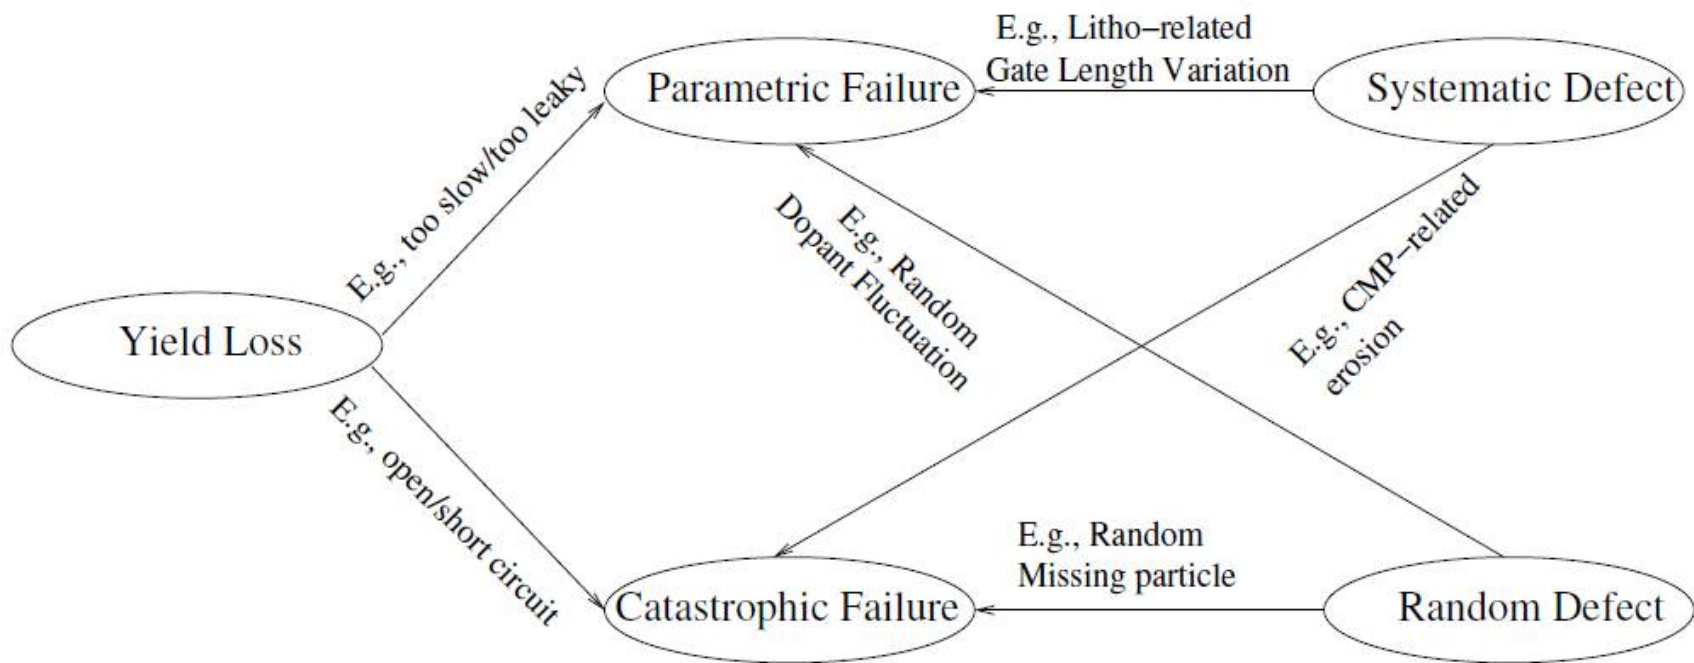 E.g., Litho-related
Gate Length Variation
Parametric Failure
Systematic Defect
E.g., too slow/too leaky
E.g., Random
Dopant Fluctuation
E.g., CMP-related
erosion
Yield Loss
E.g., open/short circuit
E.g., Random
Missing particle
Catastrophic Failure
Random Defect